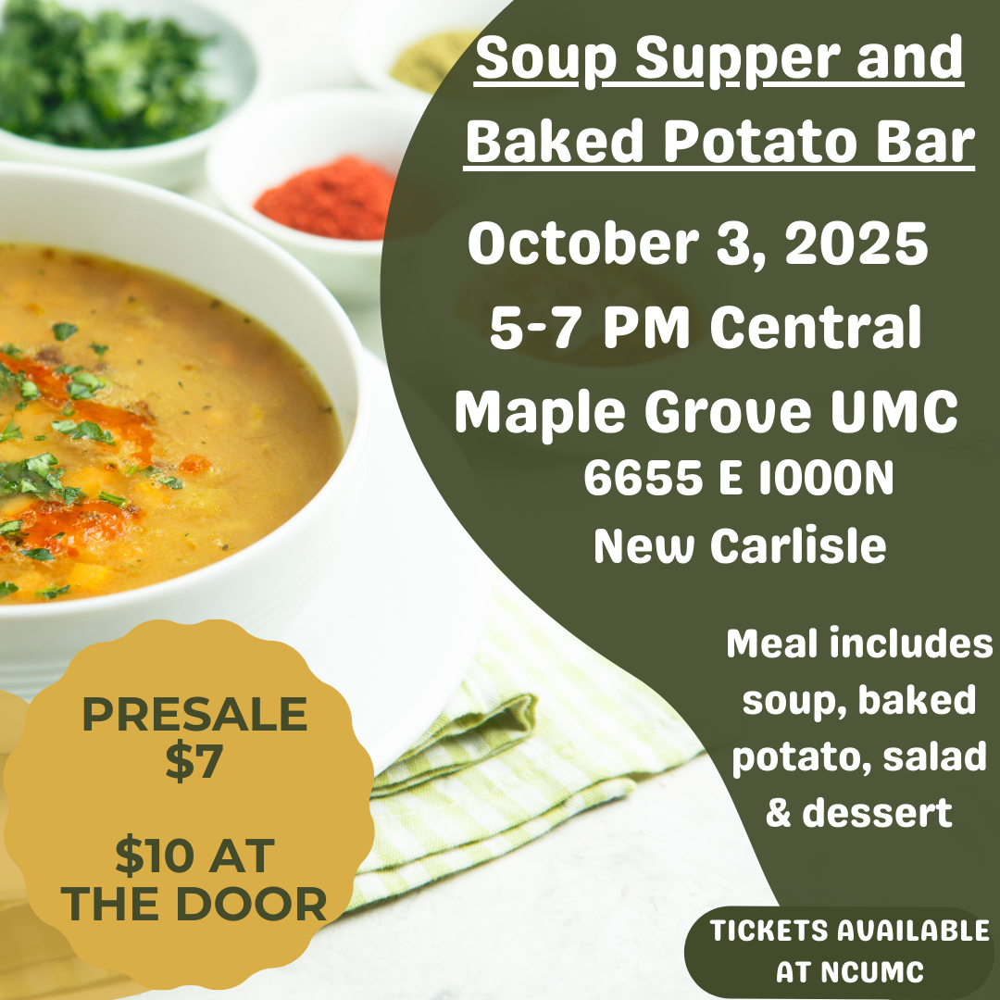 Soup Supper and
Baked Potato Bar
October 3, 2025
5-7 PM Central
Maple Grove UMC
6655 E 1000N
New Carlisle
Meal includes
soup, baked
potato, salad
& dessert
PRESALE
$7
$10 AT
THE DOOR
TICKETS AVAILABLE
AT NCUMC